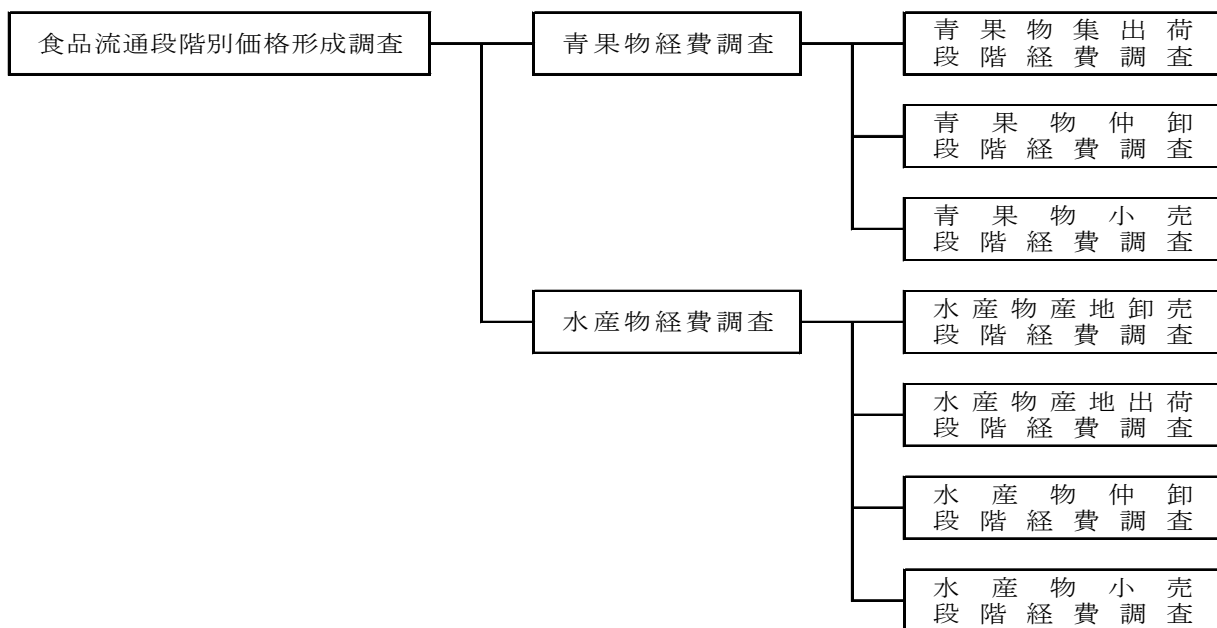 食品流通段階別価格形成調査
青果物経費調査
青果物集出荷
段階経費調査
青果物仲卸
段階経費調査
青果物小売
段階経費調査
水産物経費調査
水産物産地卸売
段階経費調査
水産物産地出荷
段階経費調査
水産物仲卸
段階経費調査
水産物小売
段階経費調査